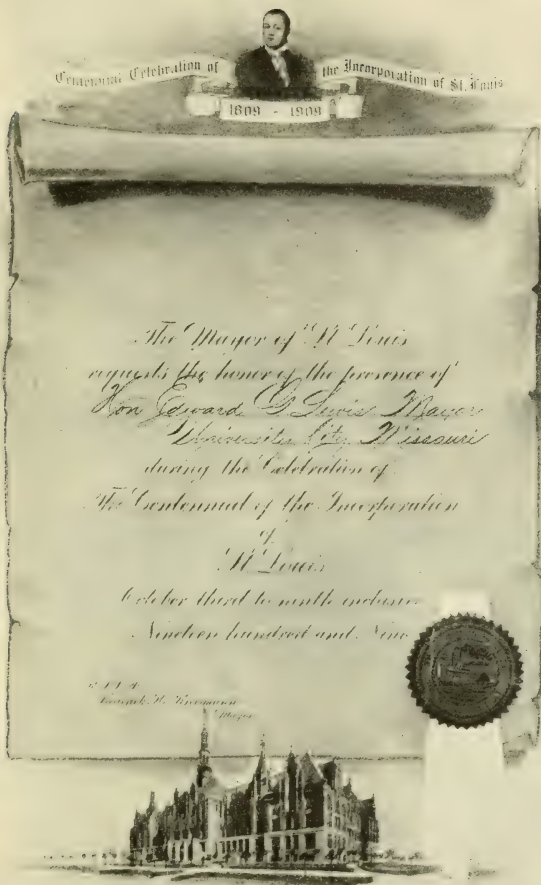 Centennial Celebration of the Incorporation of St. Louis
1809 - 1909
The Mayor of St Louis
requests the honor of the presence of
Hon Edward G Lewis Mayor
University City Missouri
during the Celebration of
The Centennial of the Incorporation
of
St Louis
October third to ninth inclusive
Nineteen hundred and Nine
Mayor